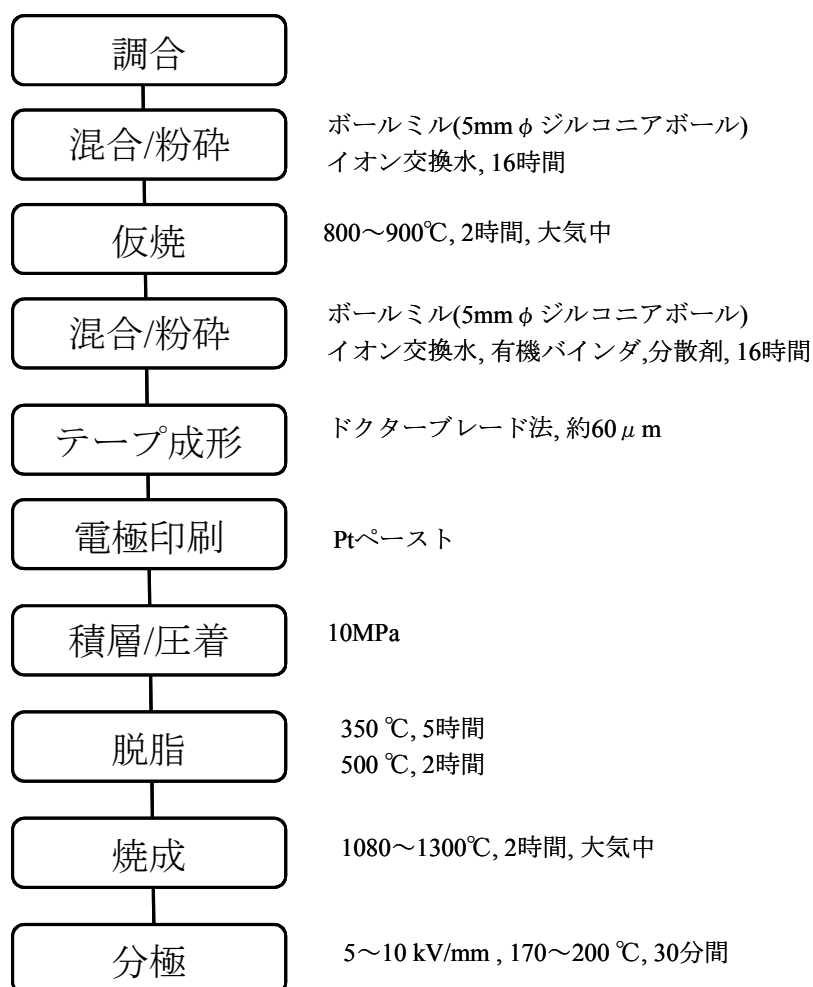 調合
混合/粉砕
ボールミル(5mmφジルコニアボール)
イオン交換水, 16時間
仮焼
800~900℃, 2時間, 大気中
混合/粉砕
ボールミル(5mmφジルコニアボール)
イオン交換水, 有機バインダ,分散剤, 16時間
テープ成形
ドクターブレード法, 約60μm
電極印刷
Ptペースト
積層/圧着
10MPa
脱脂
350 ℃, 5時間
500 ℃, 2時間
焼成
1080~1300℃, 2時間, 大気中
分極
5~10 kV/mm , 170~200 ℃, 30分間